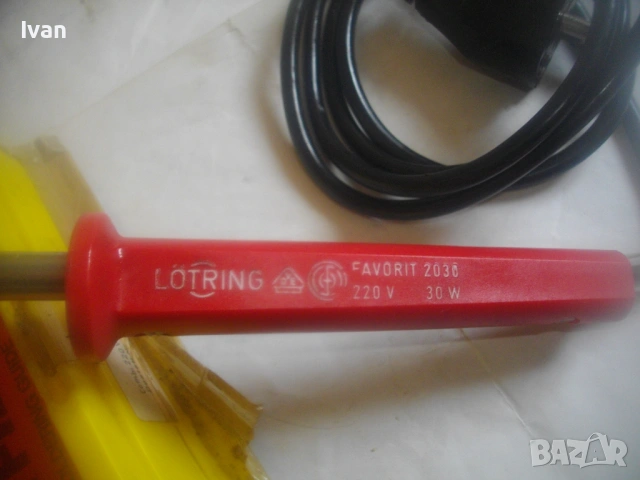 Ivan
LÖTRING
FAVORIT 2030
220 V 30 W
BAZAR